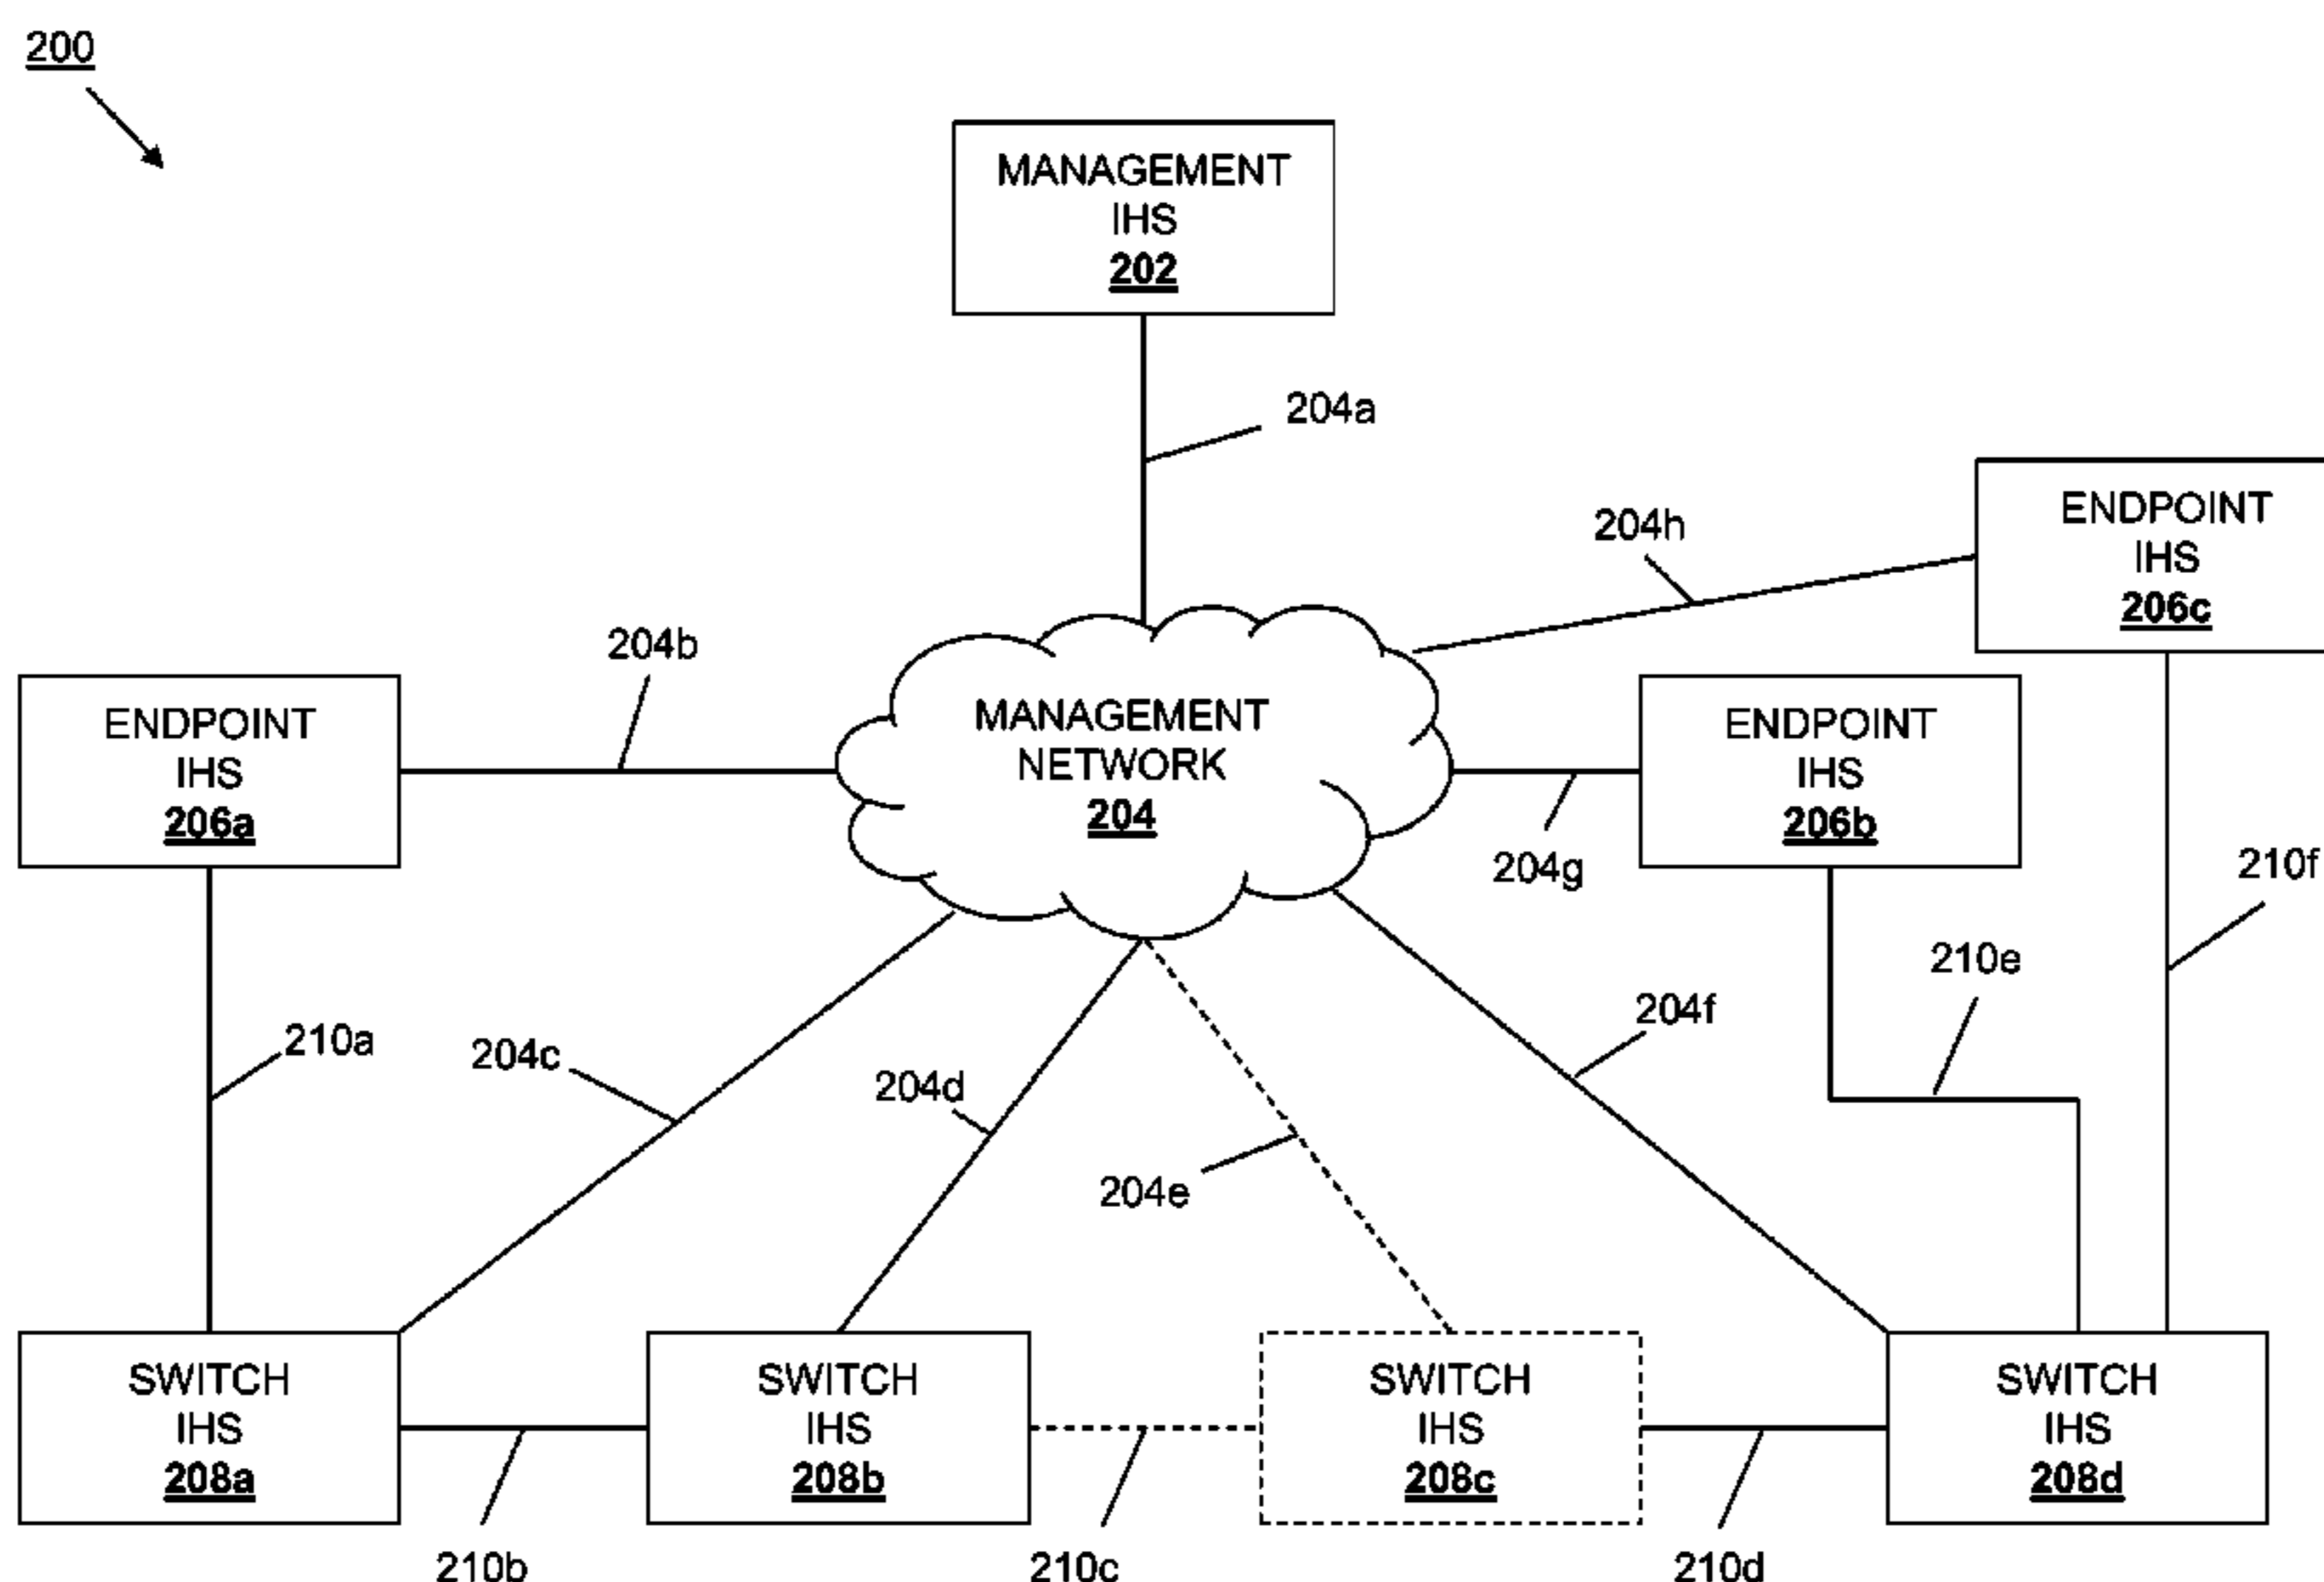 200
MANAGEMENT
IHS
202
204a
204h
ENDPOINT
IHS
206c
204b
ENDPOINT
IHS
206a
MANAGEMENT
NETWORK
204
ENDPOINT
IHS
206b
204g
210f
210e
204f
210a
204c
204d
204e
SWITCH
IHS
208a
SWITCH
IHS
208b
SWITCH
IHS
208c
SWITCH
IHS
208d
210b
210c
210d